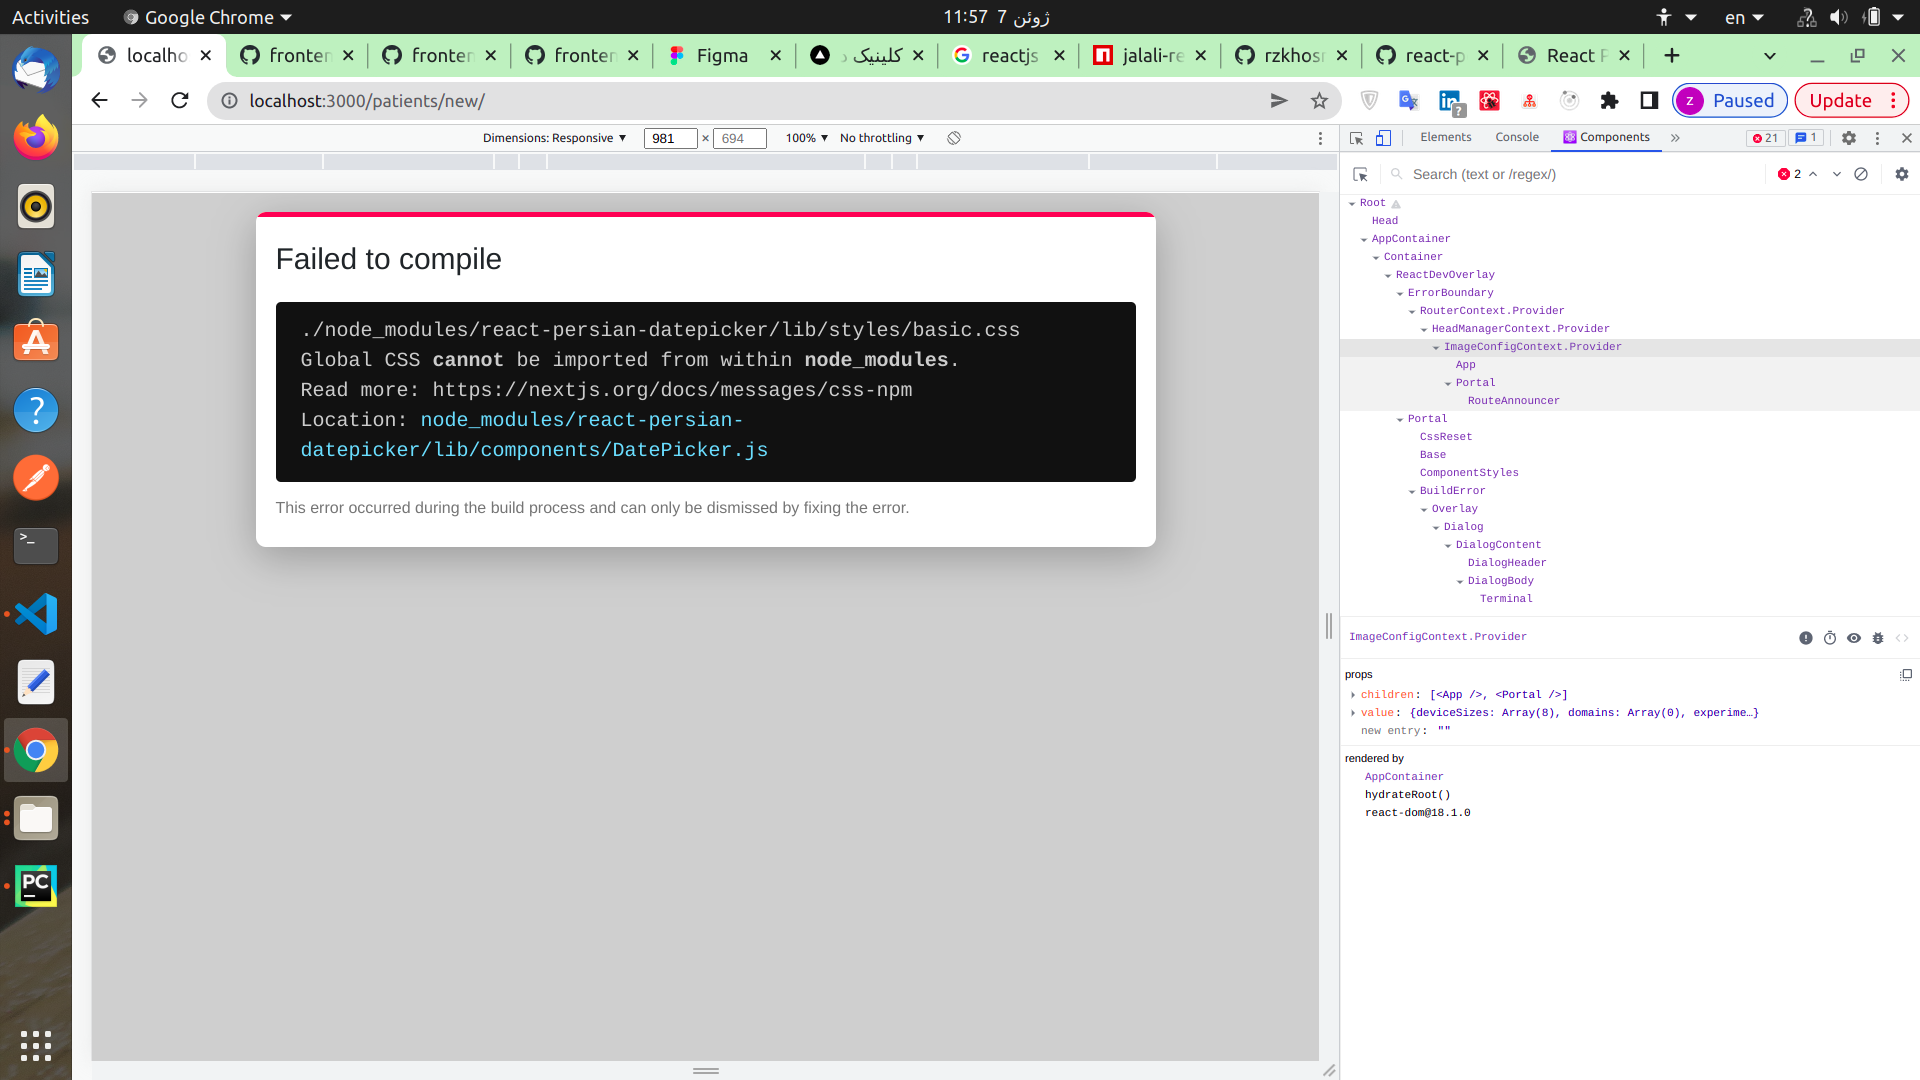 Activities
Google Chrome
11:57 7 ژوئن
en
localho
fronten
fronten
fronten
Figma
کلینیک د
reactjs
jalali-re
rzkhosr
react-p
React P
localhost:3000/patients/new/
z Paused
Update
Dimensions: Responsive
981 × 694
100%
No throttling
Elements
Console
Components
21
1
Search (text or /regex/)
2
Failed to compile
./node_modules/react-persian-datepicker/lib/styles/basic.css
Global CSS cannot be imported from within node_modules.
Read more: https://nextjs.org/docs/messages/css-npm
Location: node_modules/react-persian-
datepicker/lib/components/DatePicker.js
This error occurred during the build process and can only be dismissed by fixing the error.
Root
Head
AppContainer
Container
ReactDevOverlay
ErrorBoundary
RouterContext.Provider
HeadManagerContext.Provider
ImageConfigContext.Provider
App
Portal
RouteAnnouncer
Portal
CssReset
Base
ComponentStyles
BuildError
Overlay
Dialog
DialogContent
DialogHeader
DialogBody
Terminal
ImageConfigContext.Provider
props
children: [<App />, <Portal />]
value: {deviceSizes: Array(8), domains: Array(0), experime…}
new entry: ""
rendered by
AppContainer
hydrateRoot()
react-dom@18.1.0
PC